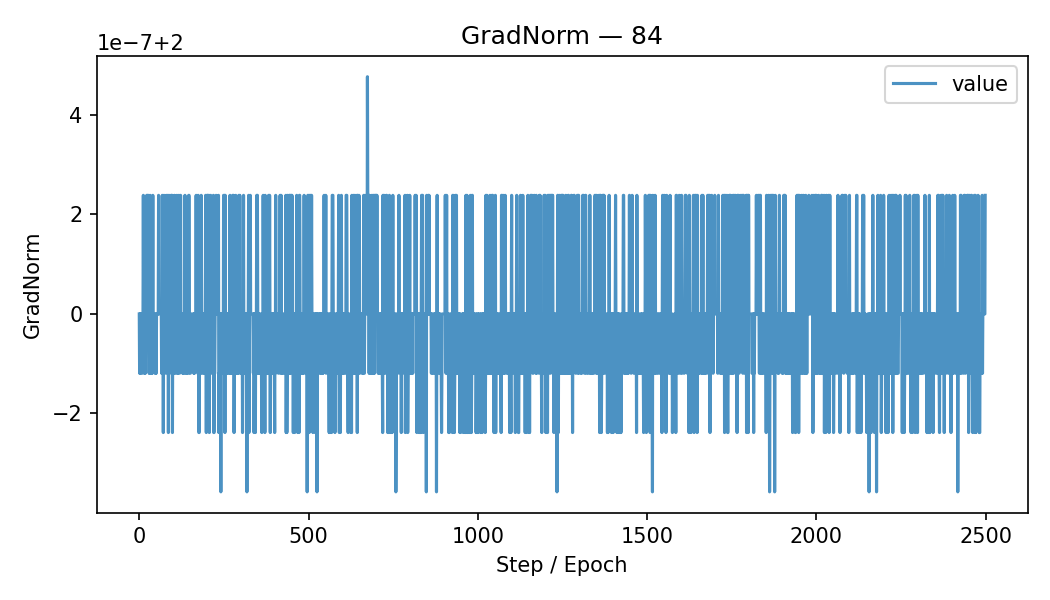 GradNorm — 84
1e−7+2
value
GradNorm
4
2
0
−2
0 500 1000 1500 2000 2500
Step / Epoch